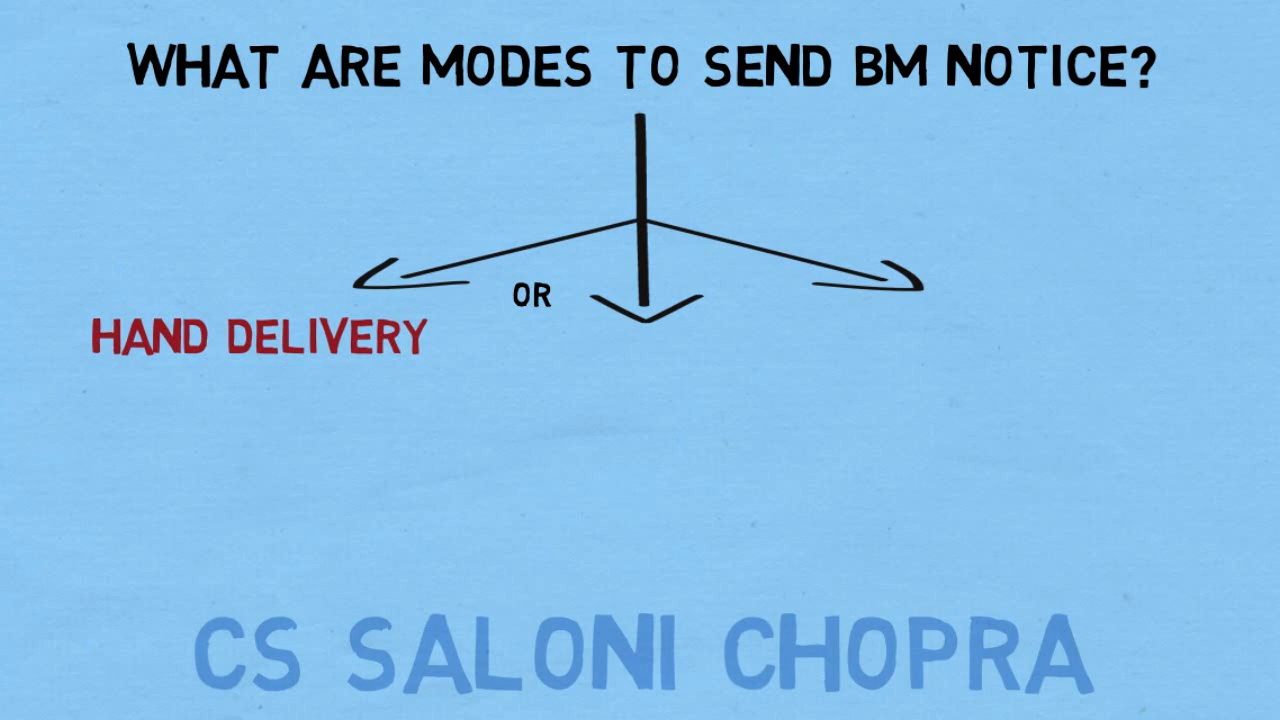 WHAT ARE MODES TO SEND BM NOTICE?
OR
HAND DELIVERY
CS SALONI CHOPRA